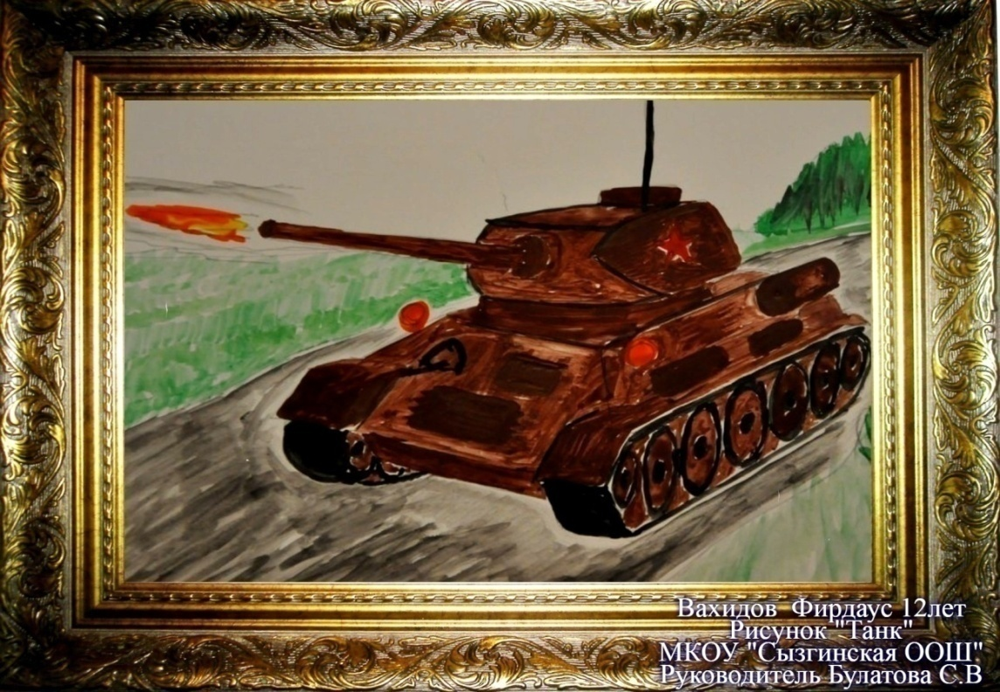 Вахидов Фирдаус 12лет
Рисунок "Танк"
МКОУ "Сызгинская ООШ"
Руководитель Булатова С.В